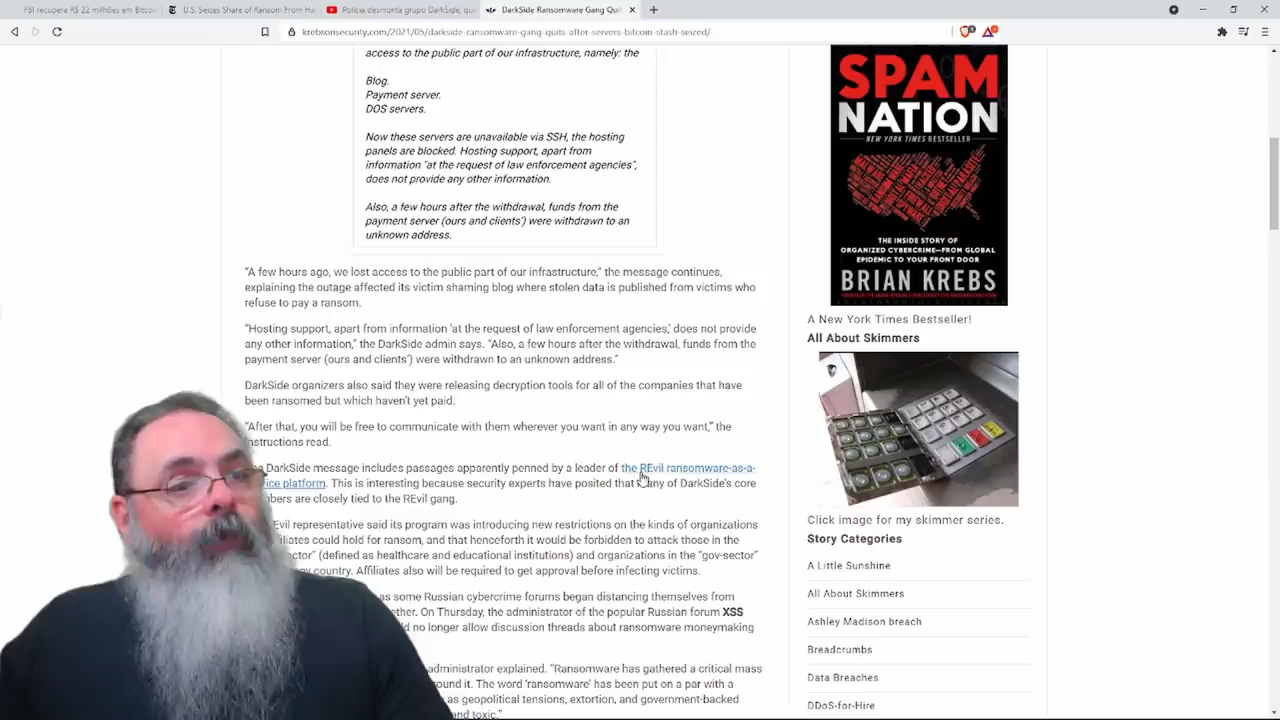 FBI recupera R$ 22 milhões em Bitco
U.S. Seizes Share of Ransom From Ha
Polícia desmonta grupo DarkSide, qu
DarkSide Ransomware Gang Quit
krebsonsecurity.com/2021/05/darkside-ransomware-gang-quits-after-servers-bitcoin-stash-seized/
access to the public part of our infrastructure, namely: the
Blog.
Payment server.
DOS servers.
Now these servers are unavailable via SSH, the hosting
panels are blocked. Hosting support, apart from
information "at the request of law enforcement agencies",
does not provide any other information.
Also, a few hours after the withdrawal, funds from the
payment server (ours and clients') were withdrawn to an
unknown address.
"A few hours ago, we lost access to the public part of our infrastructure," the message continues,
explaining the outage affected its victim shaming blog where stolen data is published from victims who
refuse to pay a ransom.
"Hosting support, apart from information 'at the request of law enforcement agencies,' does not provide
any other information," the DarkSide admin says. "Also, a few hours after the withdrawal, funds from the
payment server (ours and clients') were withdrawn to an unknown address."
DarkSide organizers also said they were releasing decryption tools for all of the companies that have
been ransomed but which haven't yet paid.
"After that, you will be free to communicate with them wherever you want in any way you want," the
instructions read.
DarkSide message includes passages apparently penned by a leader of the REvil ransomware-as-a-
ice platform. This is interesting because security experts have posited that many of DarkSide's core
bers are closely tied to the REvil gang.
Evil representative said its program was introducing new restrictions on the kinds of organizations
iliates could hold for ransom, and that henceforth it would be forbidden to attack those in the
ctor" (defined as healthcare and educational institutions) and organizations in the "gov-sector"
ny country. Affiliates also will be required to get approval before infecting victims.
as some Russian cybercrime forums began distancing themselves from
ther. On Thursday, the administrator of the popular Russian forum XSS
d no longer allow discussion threads about ransomware moneymaking
administrator explained. "Ransomware has gathered a critical mass
ound it. The word 'ransomware' has been put on a par with a
as geopolitical tensions, extortion, and government-backed
and toxic."
SPAM
NATION
NEW YORK TIMES BESTSELLER
THE INSIDE STORY OF
ORGANIZED CYBERCRIME—FROM GLOBAL
EPIDEMIC TO YOUR FRONT DOOR
BRIAN KREBS
A New York Times Bestseller!
All About Skimmers
Click image for my skimmer series.
Story Categories
A Little Sunshine
All About Skimmers
Ashley Madison breach
Breadcrumbs
Data Breaches
DDoS-for-Hire